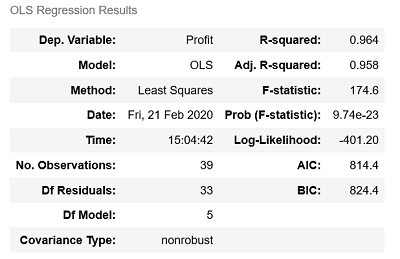 OLS Regression Results
Dep. Variable: Profit R-squared: 0.964
Model: OLS Adj. R-squared: 0.958
Method: Least Squares F-statistic: 174.6
Date: Fri, 21 Feb 2020 Prob (F-statistic): 9.74e-23
Time: 15:04:42 Log-Likelihood: -401.20
No. Observations: 39 AIC: 814.4
Df Residuals: 33 BIC: 824.4
Df Model: 5
Covariance Type: nonrobust